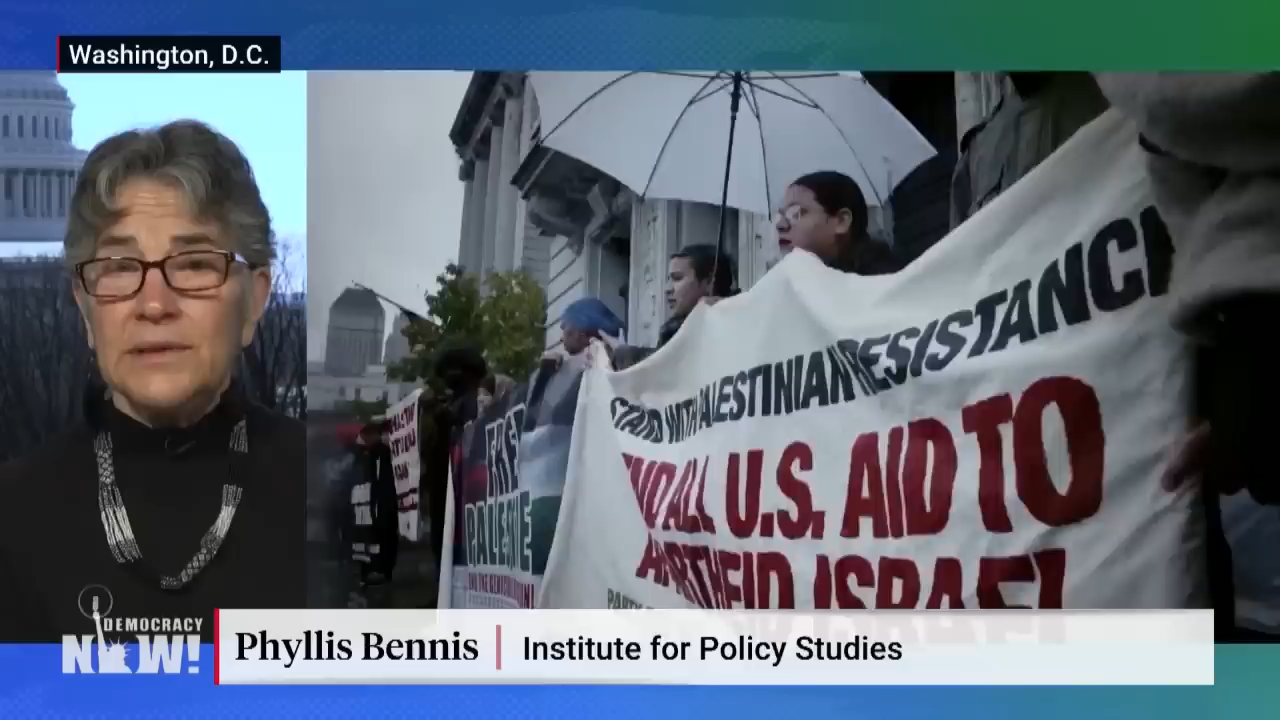 Washington, D.C.
FREE
PALESTINE
STAND WITH PALESTINIAN RESISTANCE
END ALL U.S. AID TO
APARTHEID ISRAEL!
DEMOCRACY
NOW!
Phyllis Bennis | Institute for Policy Studies